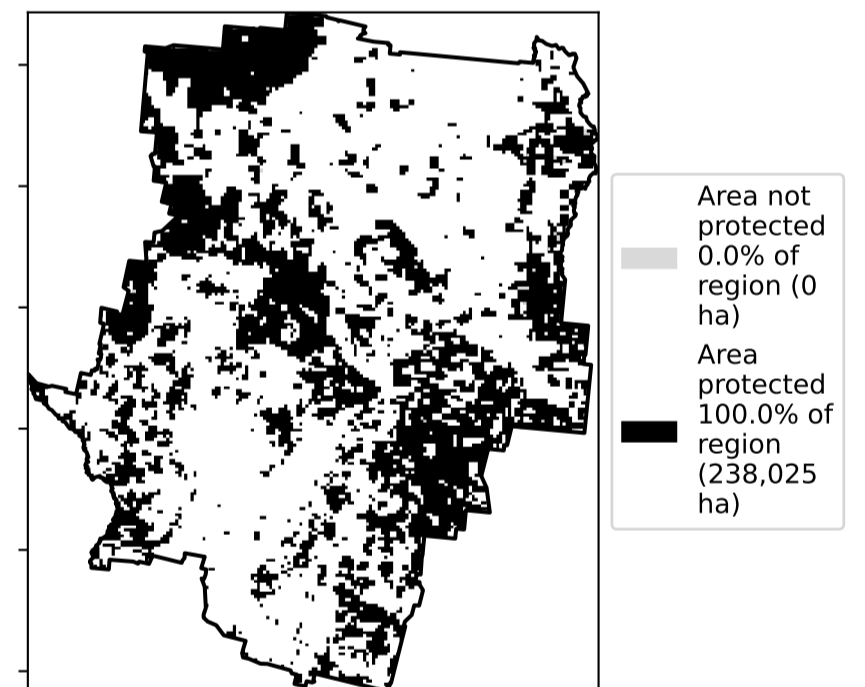 Area not
protected
0.0% of
region (0
ha)
Area
protected
100.0% of
region
(238,025
ha)